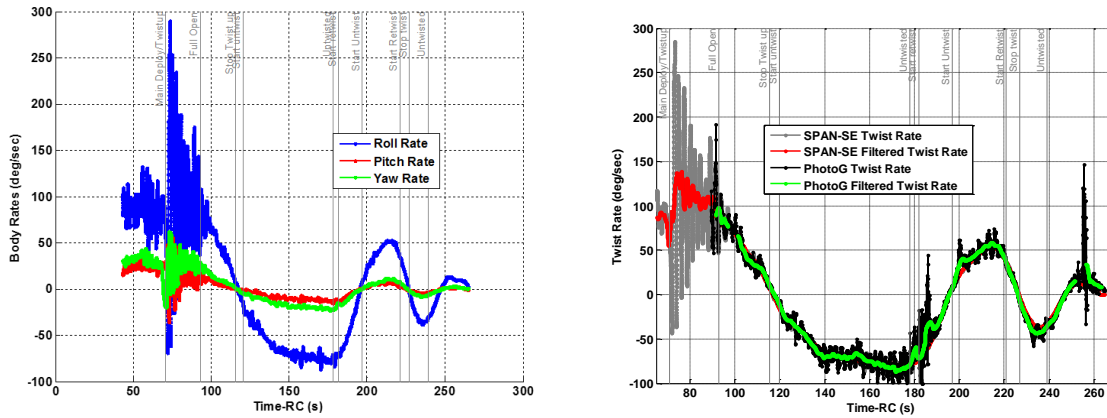 300
250
200
150
100
50
0
-50
-100
Body Rates (deg/sec)
0
50
100
150
200
250
300
Time-RC (s)
Main Deploy/Twistup
Full Open
Stop Twist up
Start untwist
Untwisted
Start retwist
Start Untwist
Start Retwist
Stop twist
Untwisted
Roll Rate
Pitch Rate
Yaw Rate
300
250
200
150
100
50
0
-50
-100
Twist Rate (deg/sec)
80
100
120
140
160
180
200
220
240
260
Time-RC (s)
Main Deploy/Twistup
Full Open
Stop Twist up
Start untwist
Untwisted
Start retwist
Start Untwist
Start Retwist
Stop twist
Untwisted
SPAN-SE Twist Rate
SPAN-SE Filtered Twist Rate
PhotoG Twist Rate
PhotoG Filtered Twist Rate